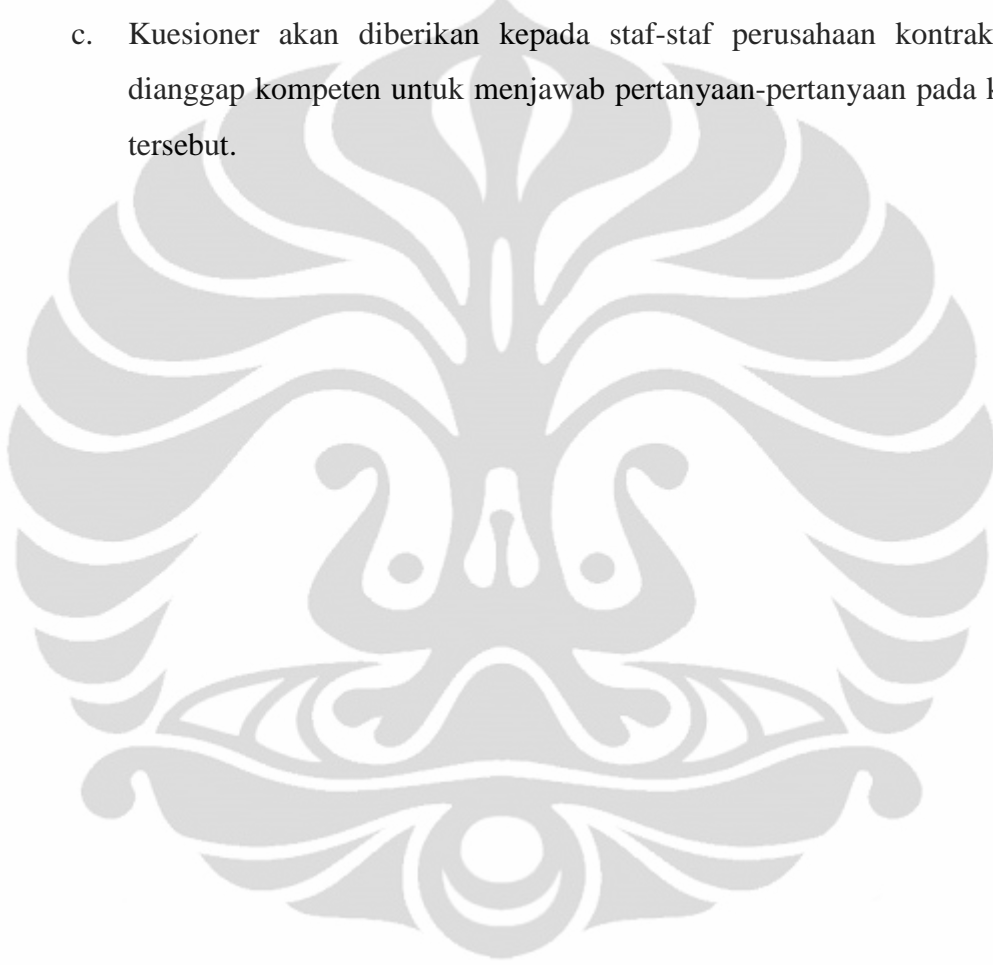 c. Kuesioner akan diberikan kepada staf-staf perusahaan kontrak
dianggap kompeten untuk menjawab pertanyaan-pertanyaan pada k
tersebut.